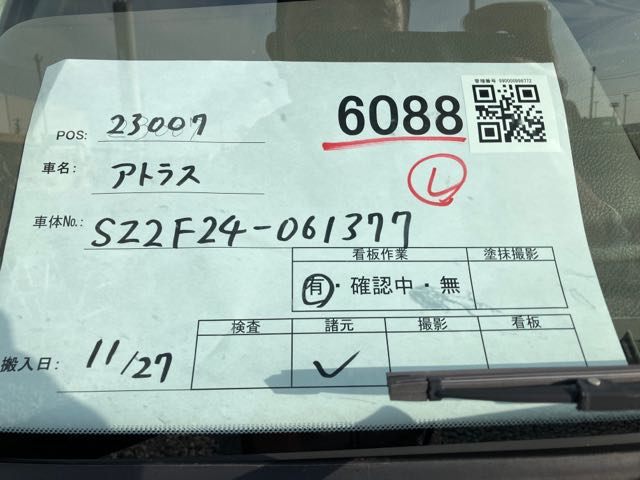 管理番号 990000998772
6088
POS: 23007
車名: アトラス
レ
車体No.: SZ2F24-061377
看板作業 塗抹撮影
有・確認中・無
検査 諸元 撮影 看板
搬入日: 11/27 ✓